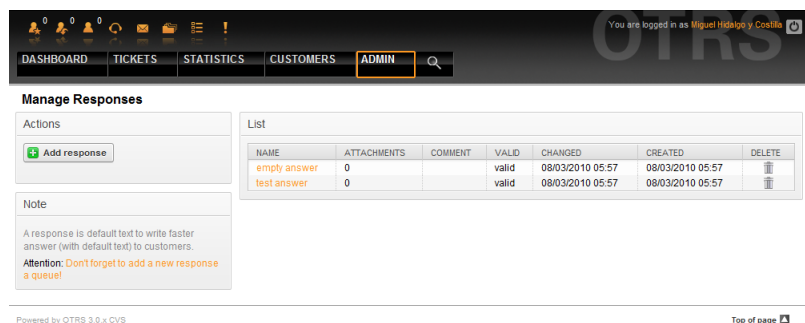 0 0 0
OTRS
You are logged in as Miguel Hidalgo y Costilla
DASHBOARD TICKETS STATISTICS CUSTOMERS ADMIN
Manage Responses
Actions
Add response
Note
A response is default text to write faster
answer (with default text) to customers.
Attention: Don't forget to add a new response
a queue!
List
NAME ATTACHMENTS COMMENT VALID CHANGED CREATED DELETE
empty answer 0 valid 08/03/2010 05:57 08/03/2010 05:57
test answer 0 valid 08/03/2010 05:57 08/03/2010 05:57
Powered by OTRS 3.0.x CVS
Top of page